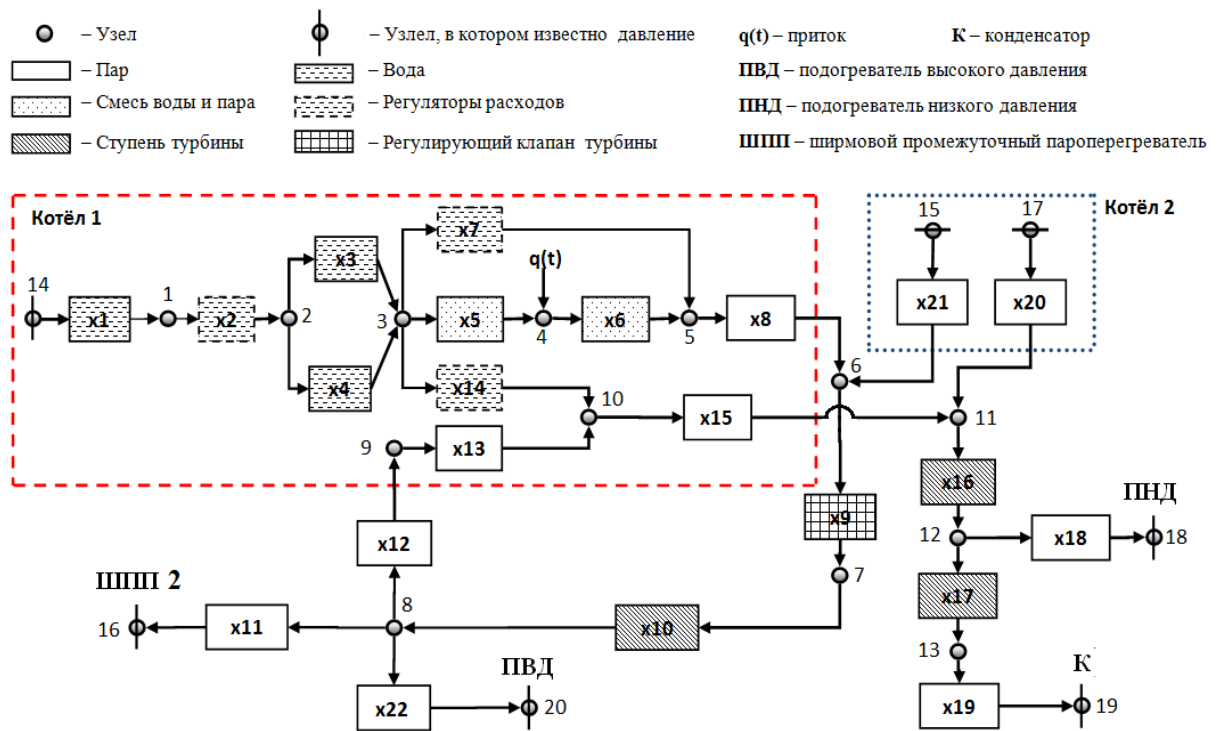 – Узел
– Узлел, в котором известно давление
q(t) – приток
К – конденсатор
– Пар
– Вода
ПВД – подогреватель высокого давления
– Смесь воды и пара
– Регуляторы расходов
ПНД – подогреватель низкого давления
– Ступень турбины
– Регулирующий клапан турбины
ШПП – ширмовой промежуточный пароперегреватель
Котёл 1
15
17
Котёл 2
x7
q(t)
14
x3
1
x21
x20
x1
x2
2
3
x5
4
x6
5
x8
6
x4
x14
10
x15
11
9
x13
x16
ПНД
x9
x12
12
x18
18
ШПП 2
7
x17
8
16
x11
x10
13
ПВД
К
x22
20
x19
19